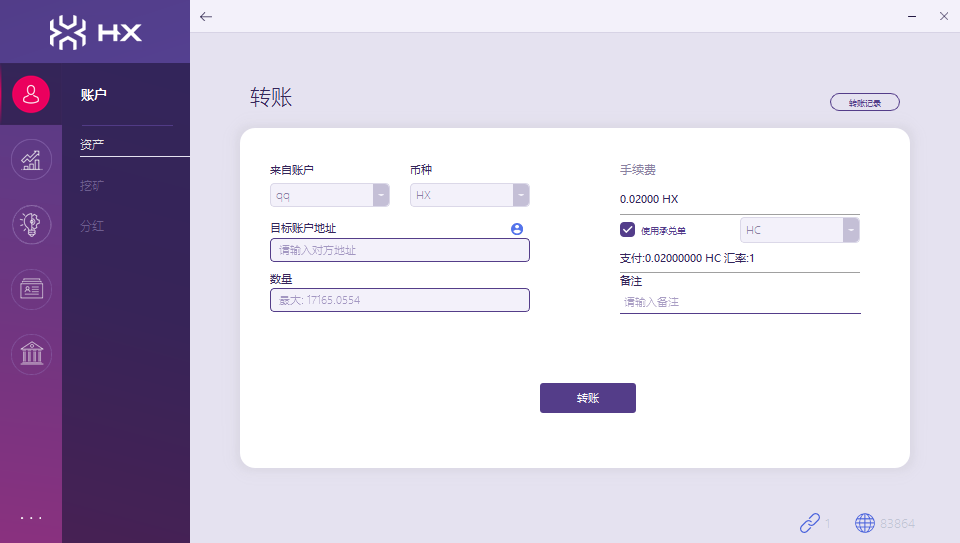 HX
账户
资产
挖矿
分红
转账
转账记录
来自账户
币种
qq
HX
目标账户地址
请输入对方地址
数量
最大: 17165.0554
手续费
0.02000 HX
使用承兑单
HC
支付:0.02000000 HC 汇率:1
备注
请输入备注
转账
1
83864